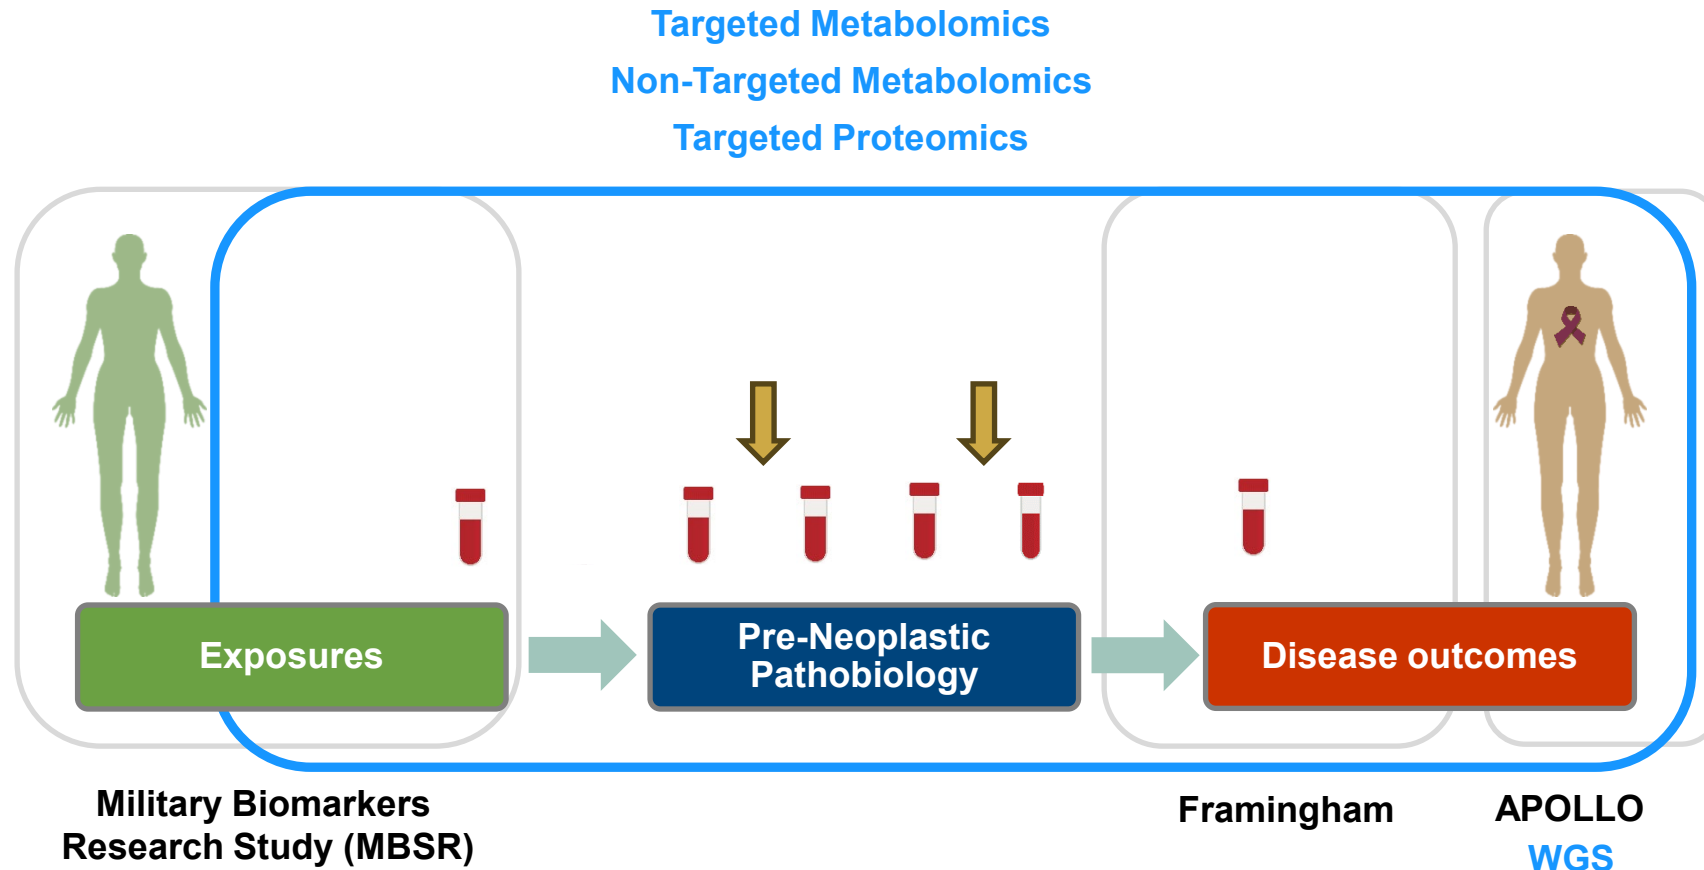 Targeted Metabolomics
Non-Targeted Metabolomics
Targeted Proteomics
Exposures
Pre-Neoplastic
Pathobiology
Disease outcomes
Military Biomarkers
Research Study (MBSR)
Framingham
APOLLO
WGS